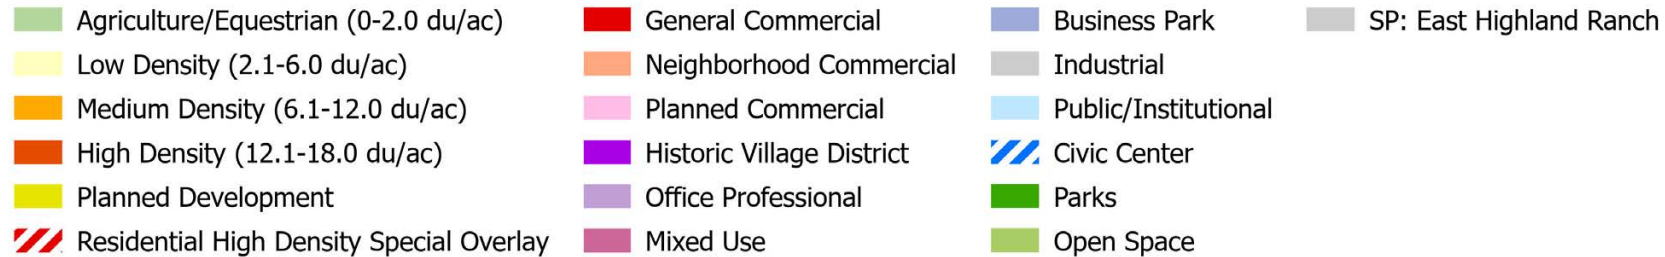 Agriculture/Equestrian (0-2.0 du/ac)
Low Density (2.1-6.0 du/ac)
Medium Density (6.1-12.0 du/ac)
High Density (12.1-18.0 du/ac)
Planned Development
Residential High Density Special Overlay
General Commercial
Neighborhood Commercial
Planned Commercial
Historic Village District
Office Professional
Mixed Use
Business Park
Industrial
Public/Institutional
Civic Center
Parks
Open Space
SP: East Highland Ranch